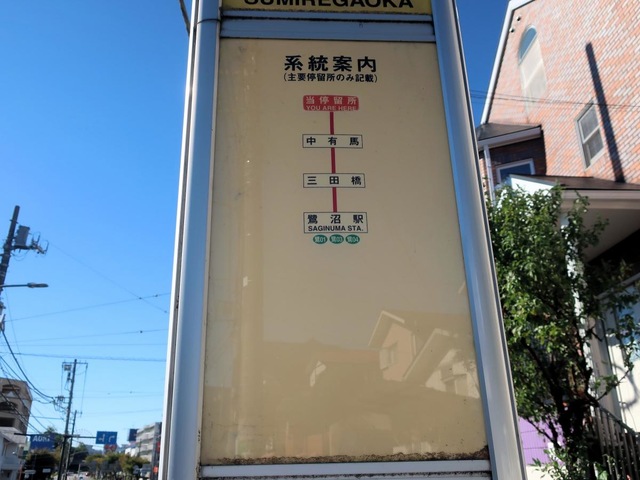 SUMIREGAOKA
系統案内
(主要停留所のみ記載)
当停留所
YOU ARE HERE
中有馬
三田橋
鷺沼駅
SAGINUMA STA.
AOKI